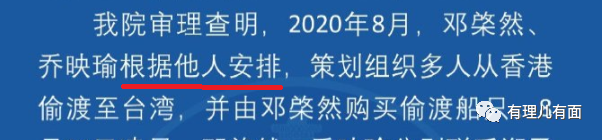 我院审理查明，2020年8月，邓棨然、
乔映瑜根据他人安排，策划组织多人从香港
偷渡至台湾，并由邓棨然购买偷渡船只
有理儿有面